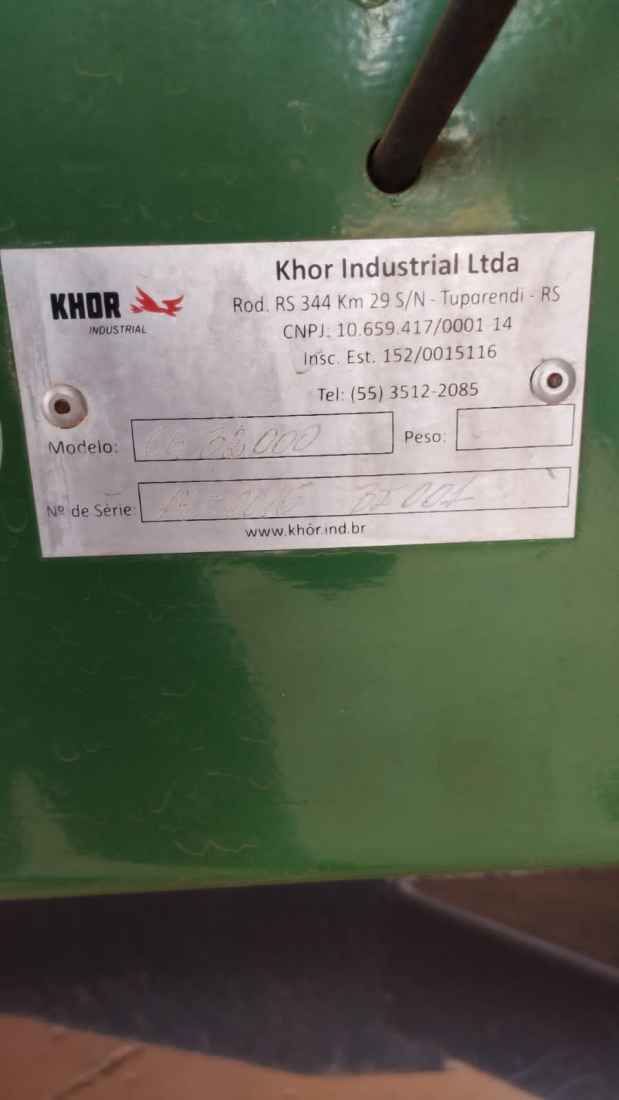 Khor Industrial Ltda
KHOR
INDUSTRIAL
Rod. RS 344 Km 29 S/N - Tuparendi - RS
CNPJ: 10.659.417/0001-14
Insc. Est. 152/0015116
Tel: (55) 3512-2085
Modelo:
Peso:
Nº de Série:
www.khor.ind.br